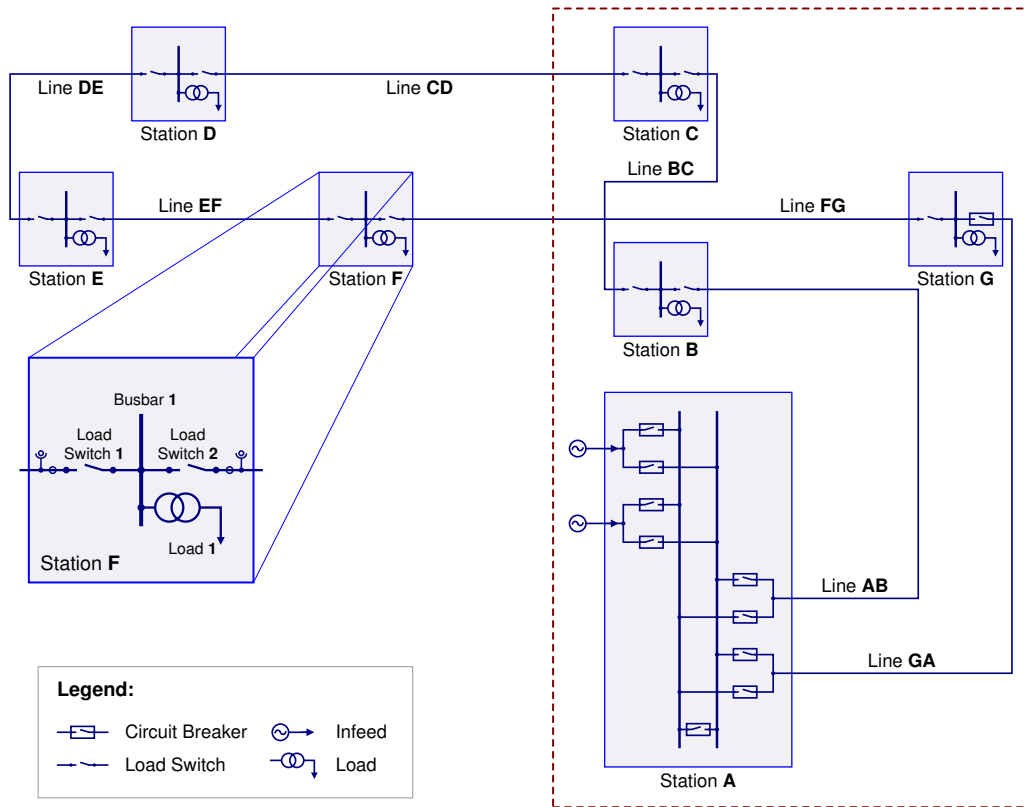 Line DE
Station D
Line CD
Station C
Line BC
Station E
Line EF
Station F
Line FG
Station G
Station B
Busbar 1
Load
Switch 1
Load
Switch 2
Load 1
Station F
Line AB
Line GA
Station A
Legend:
Circuit Breaker
Infeed
Load Switch
Load